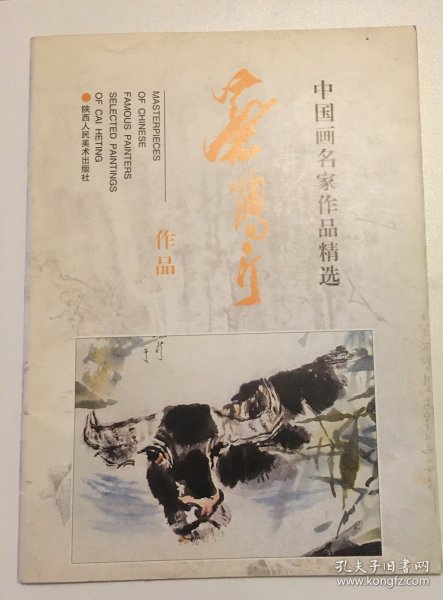 中国画名家作品精选
蔡鹤汀
作品
MASTERPIECES
OF CHINESE
FAMOUS PAINTERS
SELECTED PAINTINGS
OF CAI HETING
陕西人民美术出版社
孔夫子旧书网
www.kongfz.com